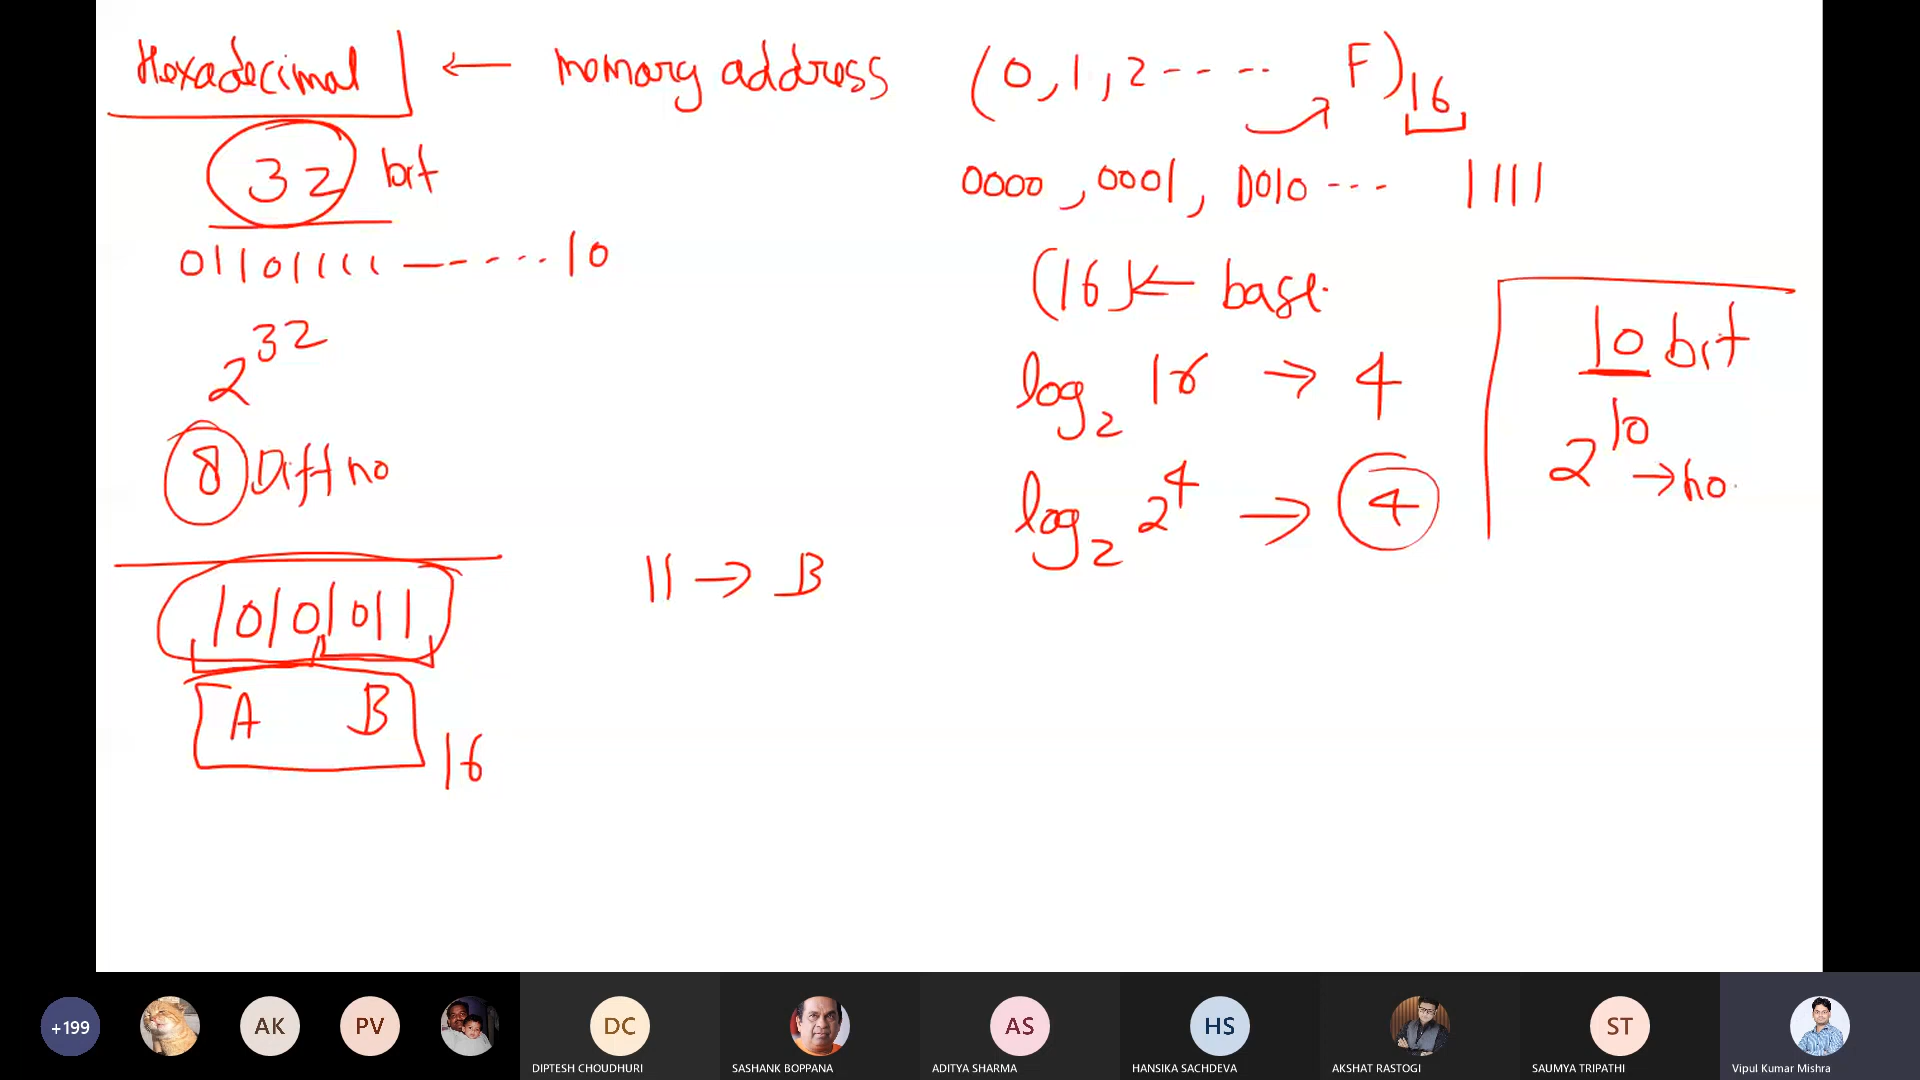 Hexadecimal ← momary address
32 bit
01101111 ------ 10
2^32
8 Diff no
10101011
A B 16
11 → B
(0, 1, 2 ---- F)16
0000, 0001, 0010 --- 1111
(16) ← base.
log2 16 → 4
log2 2^4 → 4
10 bit
2^10 → no.
+199
AK
PV
DC
AS
HS
ST
DIPTESH CHOUDHURI
SASHANK BOPPANA
ADITYA SHARMA
HANSIKA SACHDEVA
AKSHAT RASTOGI
SAUMYA TRIPATHI
Vipul Kumar Mishra